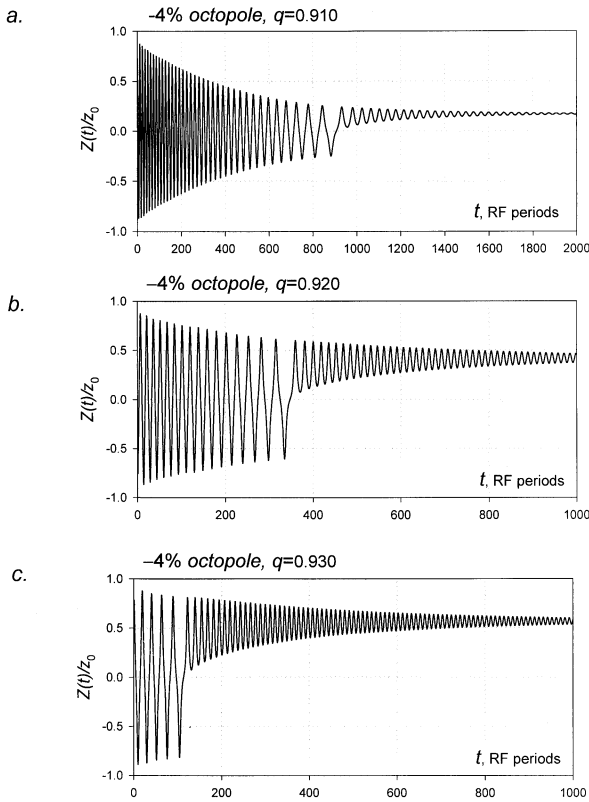 a.
-4% octopole, q=0.910
1.0
0.5
0.0
-0.5
-1.0
Z(t)/z0
t, RF periods
0 200 400 600 800 1000 1200 1400 1600 1800 2000
b.
–4% octopole, q=0.920
1.0
0.5
0.0
-0.5
-1.0
Z(t)/z0
t, RF periods
0 200 400 600 800 1000
c.
–4% octopole, q=0.930
1.0
0.5
0.0
-0.5
-1.0
Z(t)/z0
t, RF periods
0 200 400 600 800 1000